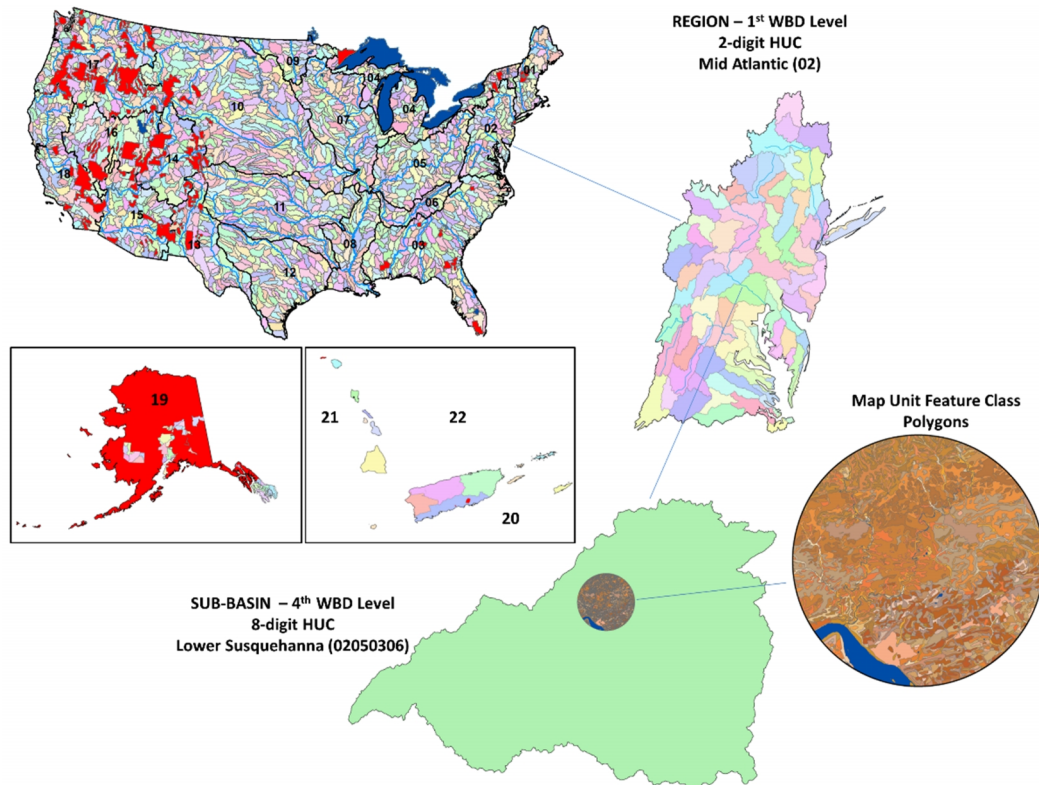 REGION – 1st WBD Level
2-digit HUC
Mid Atlantic (02)
17
09
01
104
04
10
02
07
16
05
14
18
11
06
15
08
03
13
12
19
21
22
20
Map Unit Feature Class
Polygons
SUB-BASIN – 4th WBD Level
8-digit HUC
Lower Susquehanna (02050306)